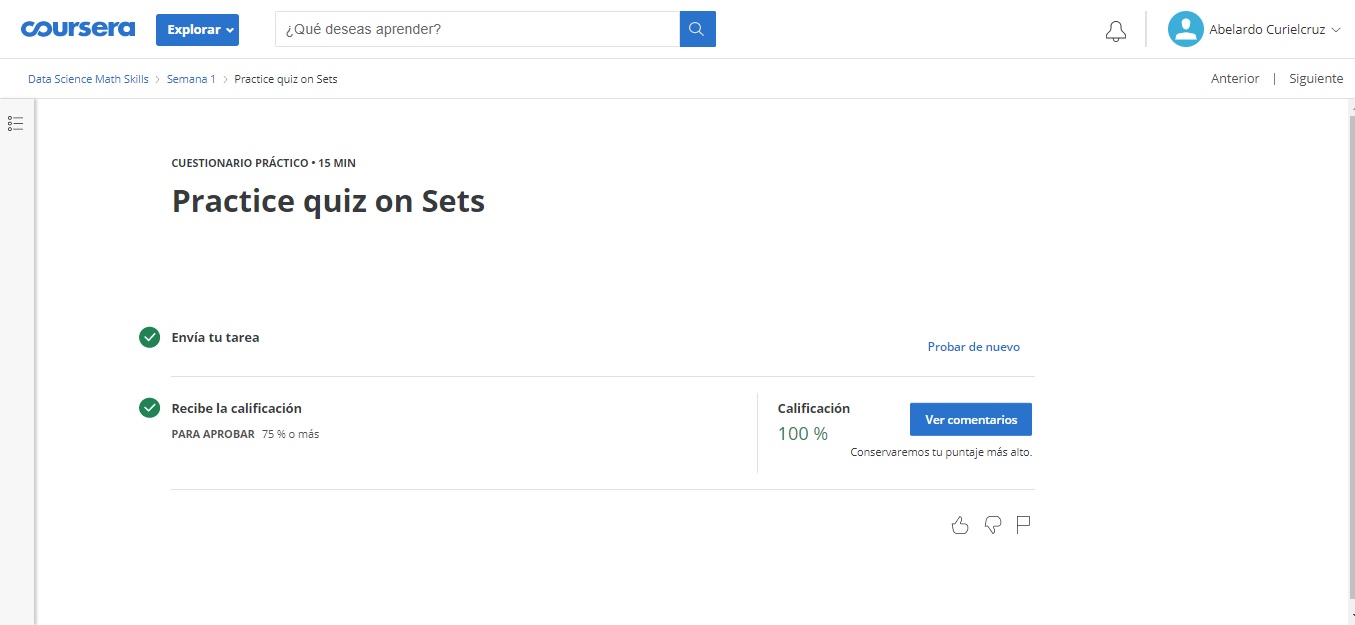 coursera
Explorar
¿Qué deseas aprender?
Abelardo Curielcruz
Data Science Math Skills > Semana 1 > Practice quiz on Sets
Anterior | Siguiente
CUESTIONARIO PRÁCTICO • 15 MIN
Practice quiz on Sets
Envía tu tarea
Probar de nuevo
Recibe la calificación
PARA APROBAR 75 % o más
Calificación
100 %
Ver comentarios
Conservaremos tu puntaje más alto.